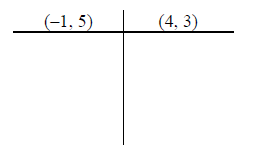 (–1, 5) (4, 3)